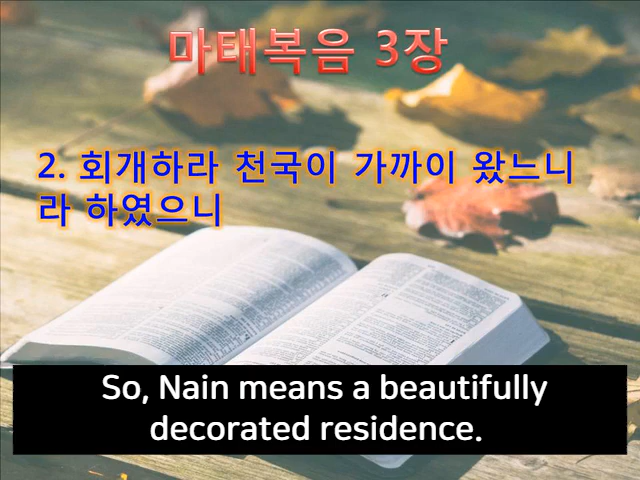 마태복음 3장
2. 회개하라 천국이 가까이 왔느니
라 하였으니
So, Nain means a beautifully
decorated residence.